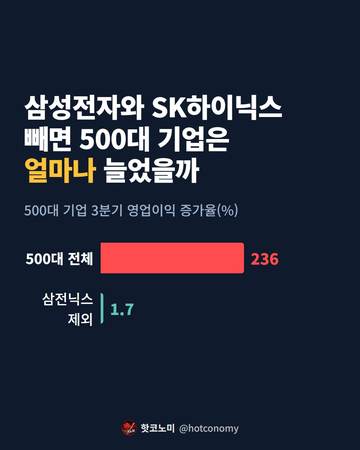 삼성전자와 SK하이닉스
빼면 500대 기업은
얼마나 늘었을까
500대 기업 3분기 영업이익 증가율(%)
500대 전체 236
삼전닉스
제외 1.7
핫코노미 @hotconomy